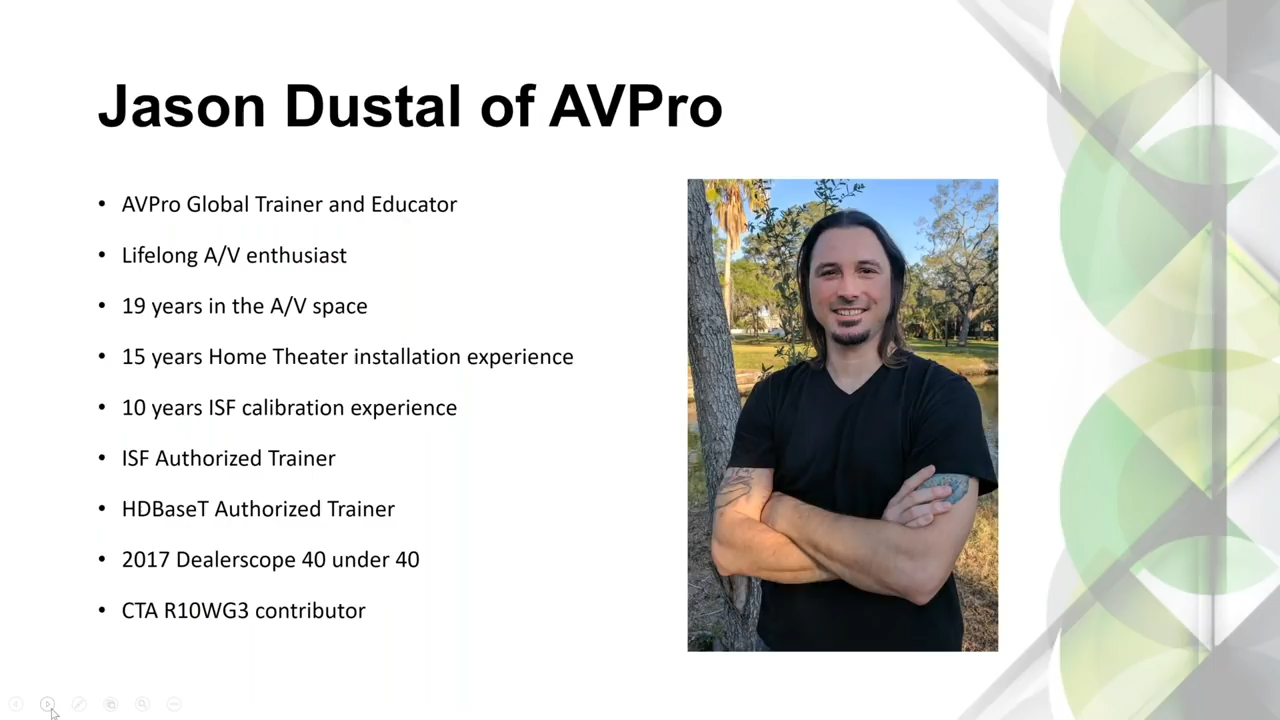 Jason Dustal of AVPro
• AVPro Global Trainer and Educator
• Lifelong A/V enthusiast
• 19 years in the A/V space
• 15 years Home Theater installation experience
• 10 years ISF calibration experience
• ISF Authorized Trainer
• HDBaseT Authorized Trainer
• 2017 Dealerscope 40 under 40
• CTA R10WG3 contributor